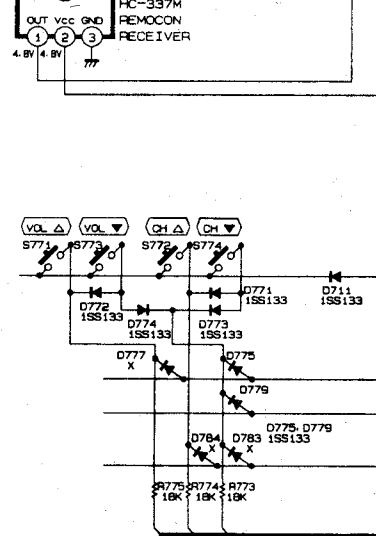 HC-337M
OUT Vcc GND REMOCON
1 2 3 RECEIVER
4.8V 4.8V
VOL △ VOL ▼ CH △ CH ▼
S771 S773 S772 S774
D772 D771 D711
1SS133 1SS133 1SS133
D774 D773
1SS133 1SS133
D777 D775
X
D779
D775, D779
D784 D783 1SS133
X X
R775 R774 R773
18K 18K 18K